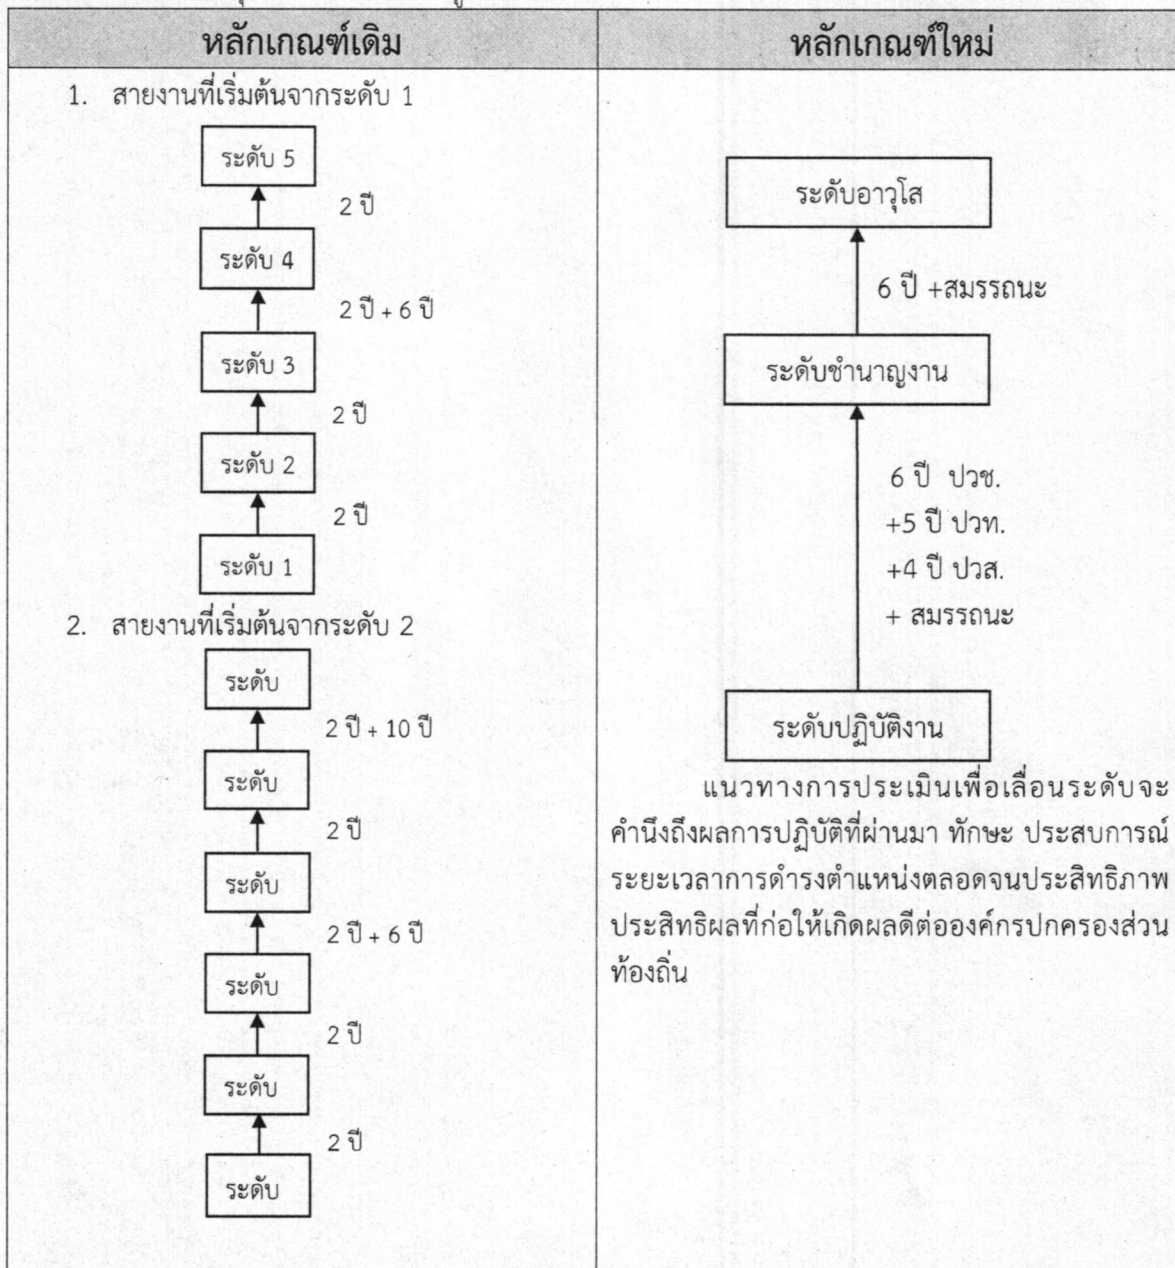 หลักเกณฑ์เดิม
1. สายงานที่เริ่มต้นจากระดับ 1
ระดับ 5
2 ปี
ระดับ 4
2 ปี + 6 ปี
ระดับ 3
2 ปี
ระดับ 2
2 ปี
ระดับ 1
2. สายงานที่เริ่มต้นจากระดับ 2
ระดับ
2 ปี + 10 ปี
ระดับ
2 ปี
ระดับ
2 ปี + 6 ปี
ระดับ
2 ปี
ระดับ
2 ปี
ระดับ
หลักเกณฑ์ใหม่
ระดับอาวุโส
6 ปี +สมรรถนะ
ระดับชำนาญงาน
6 ปี ปวช.
+5 ปี ปวท.
+4 ปี ปวส.
+ สมรรถนะ
ระดับปฏิบัติงาน
แนวทางการประเมินเพื่อเลื่อนระดับจะ
คำนึงถึงผลการปฏิบัติที่ผ่านมา ทักษะ ประสบการณ์
ระยะเวลาการดำรงตำแหน่งตลอดจนประสิทธิภาพ
ประสิทธิผลที่ก่อให้เกิดผลดีต่อองค์กรปกครองส่วน
ท้องถิ่น